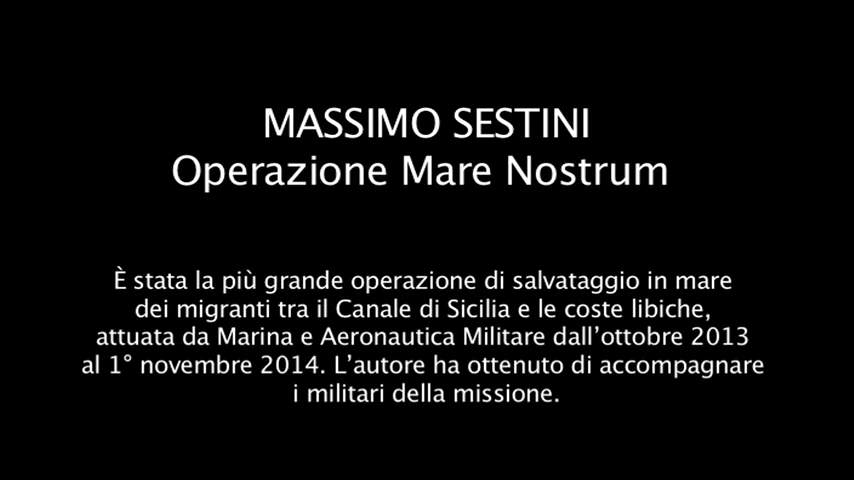 MASSIMO SESTINI
Operazione Mare Nostrum
È stata la più grande operazione di salvataggio in mare
dei migranti tra il Canale di Sicilia e le coste libiche,
attuata da Marina e Aeronautica Militare dall’ottobre 2013
al 1° novembre 2014. L’autore ha ottenuto di accompagnare
i militari della missione.